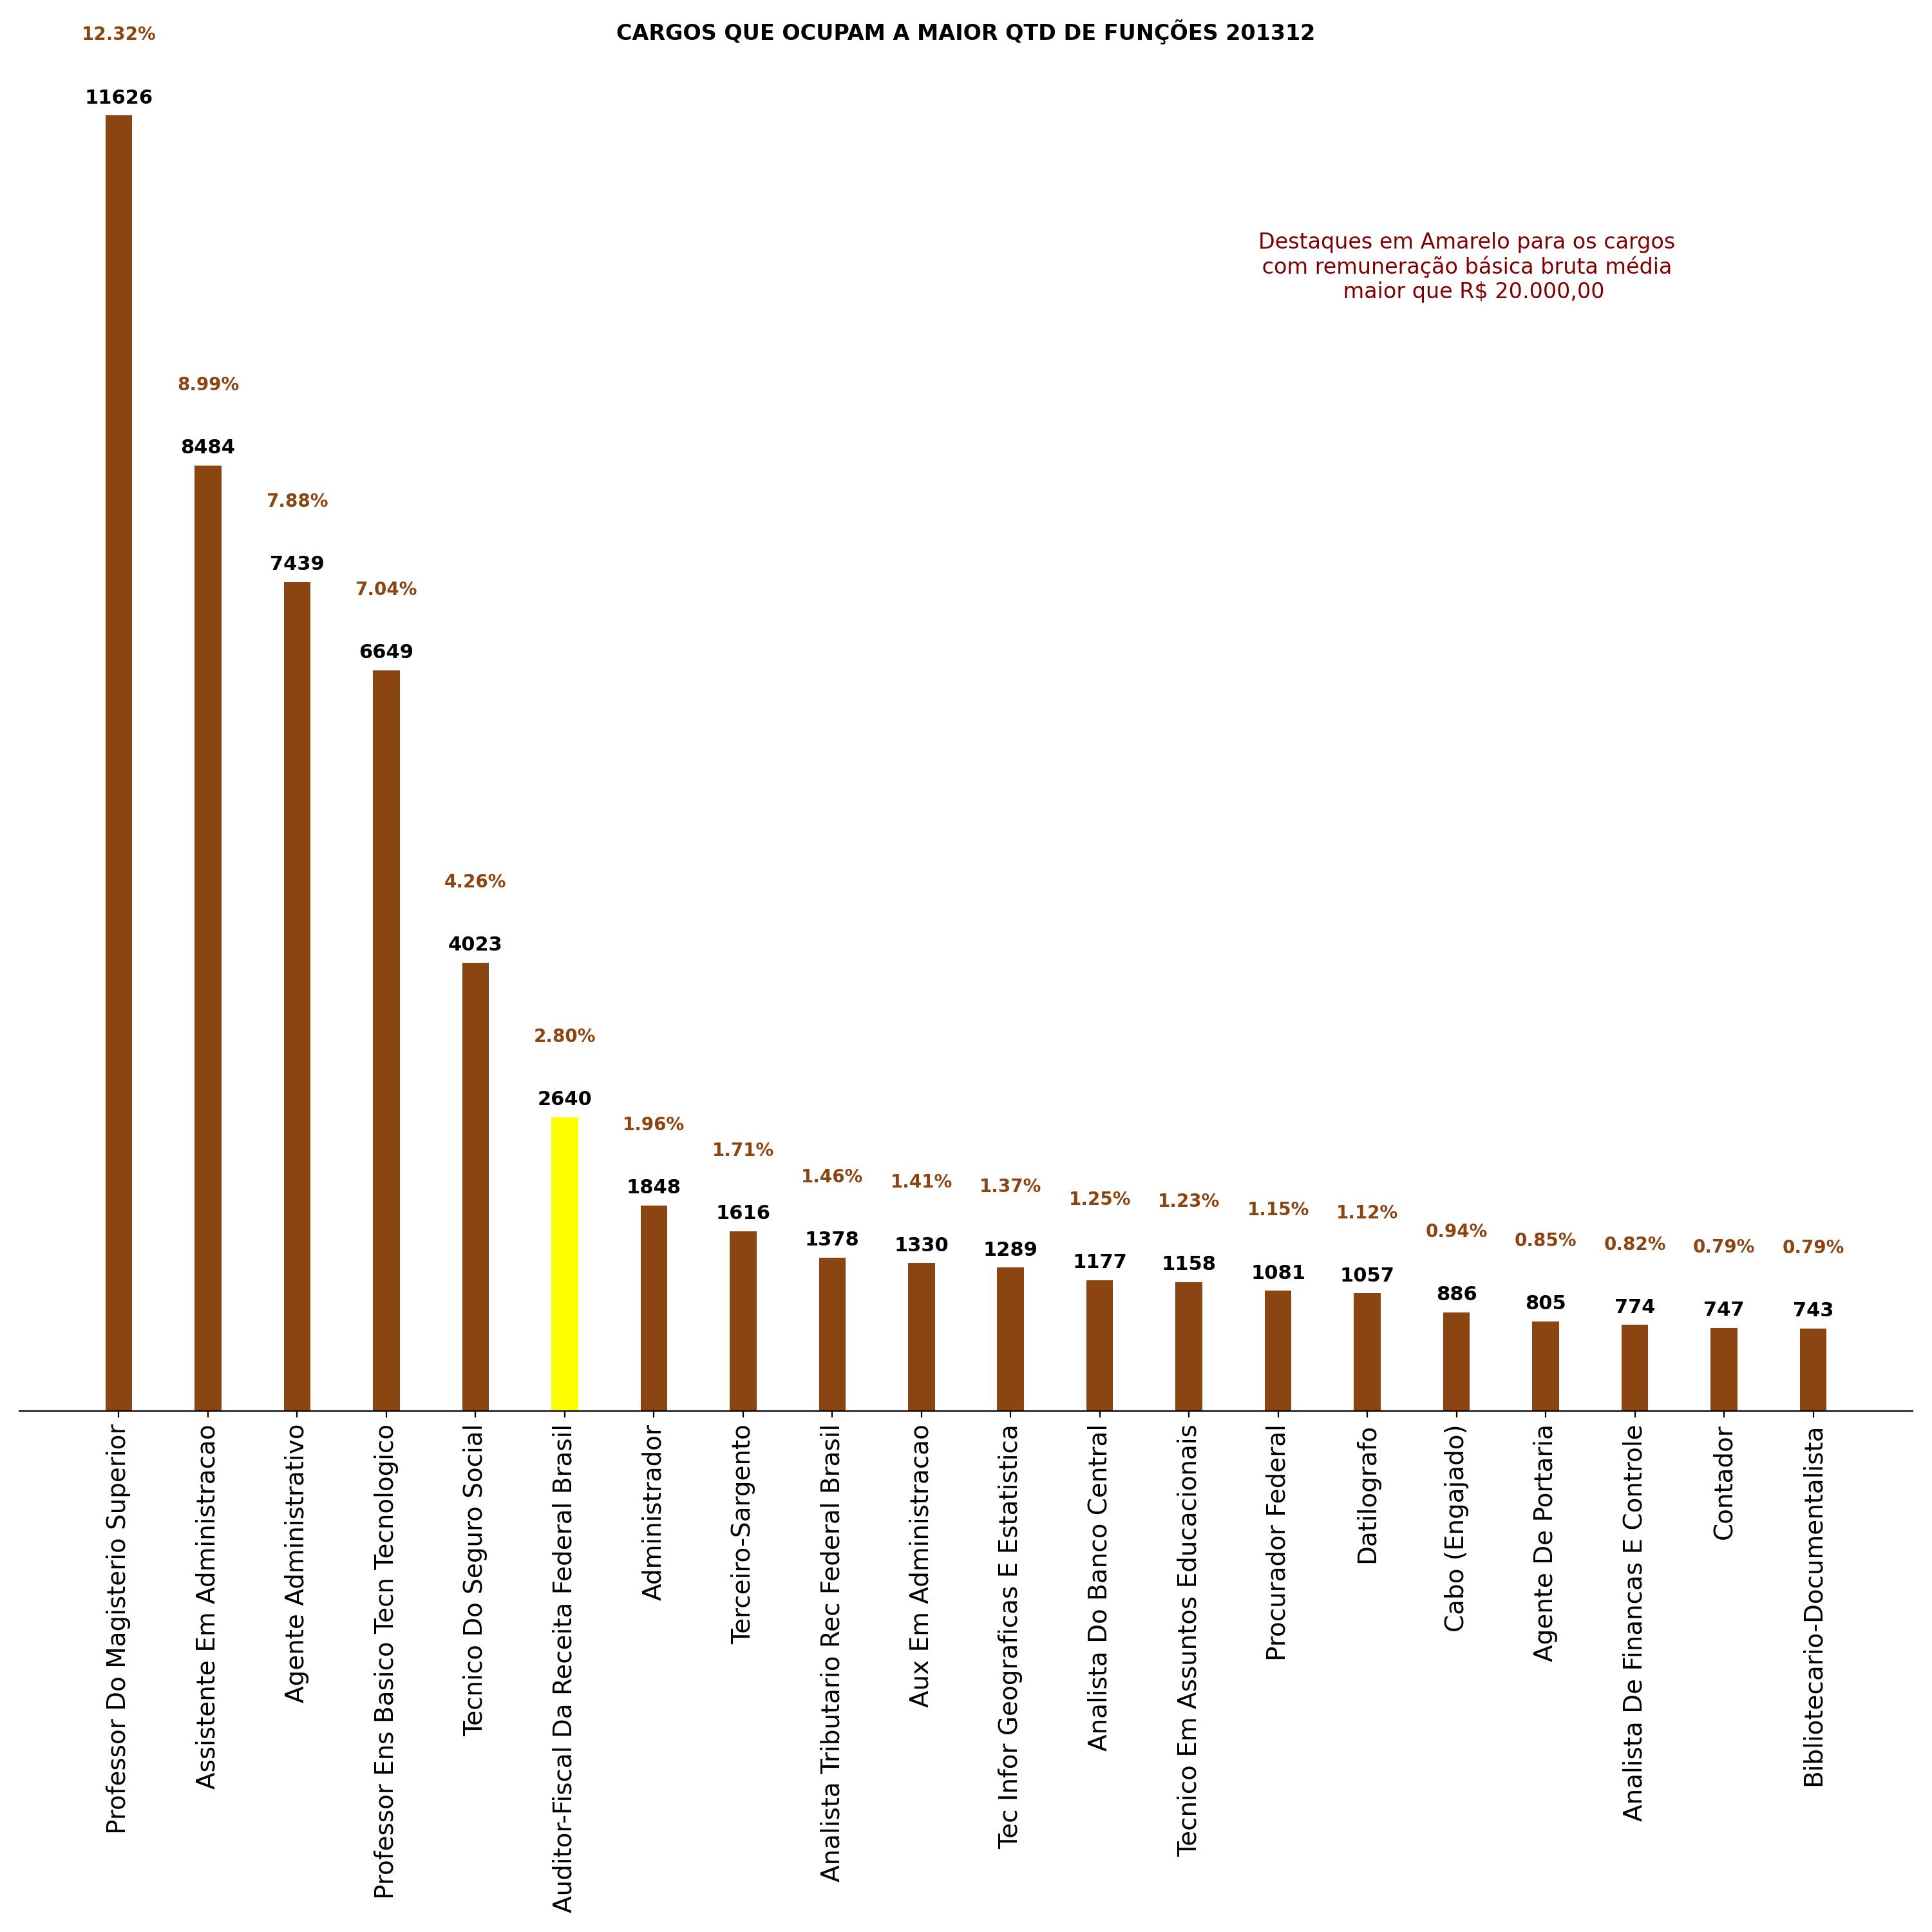 CARGOS QUE OCUPAM A MAIOR QTD DE FUNÇÕES 201312
Destaques em Amarelo para os cargos
com remuneração básica bruta média
maior que R$ 20.000,00
12.32%
11626
8.99%
8484
7.88%
7439
7.04%
6649
4.26%
4023
2.80%
2640
1.96%
1848
1.71%
1616
1.46%
1378
1.41%
1330
1.37%
1289
1.25%
1177
1.23%
1158
1.15%
1081
1.12%
1057
0.94%
886
0.85%
805
0.82%
774
0.79%
747
0.79%
743
Professor Do Magisterio Superior
Assistente Em Administracao
Agente Administrativo
Professor Ens Basico Tecn Tecnologico
Tecnico Do Seguro Social
Auditor-Fiscal Da Receita Federal Brasil
Administrador
Terceiro-Sargento
Analista Tributario Rec Federal Brasil
Aux Em Administracao
Tec Infor Geograficas E Estatistica
Analista Do Banco Central
Tecnico Em Assuntos Educacionais
Procurador Federal
Datilografo
Cabo (Engajado)
Agente De Portaria
Analista De Financas E Controle
Contador
Bibliotecario-Documentalista